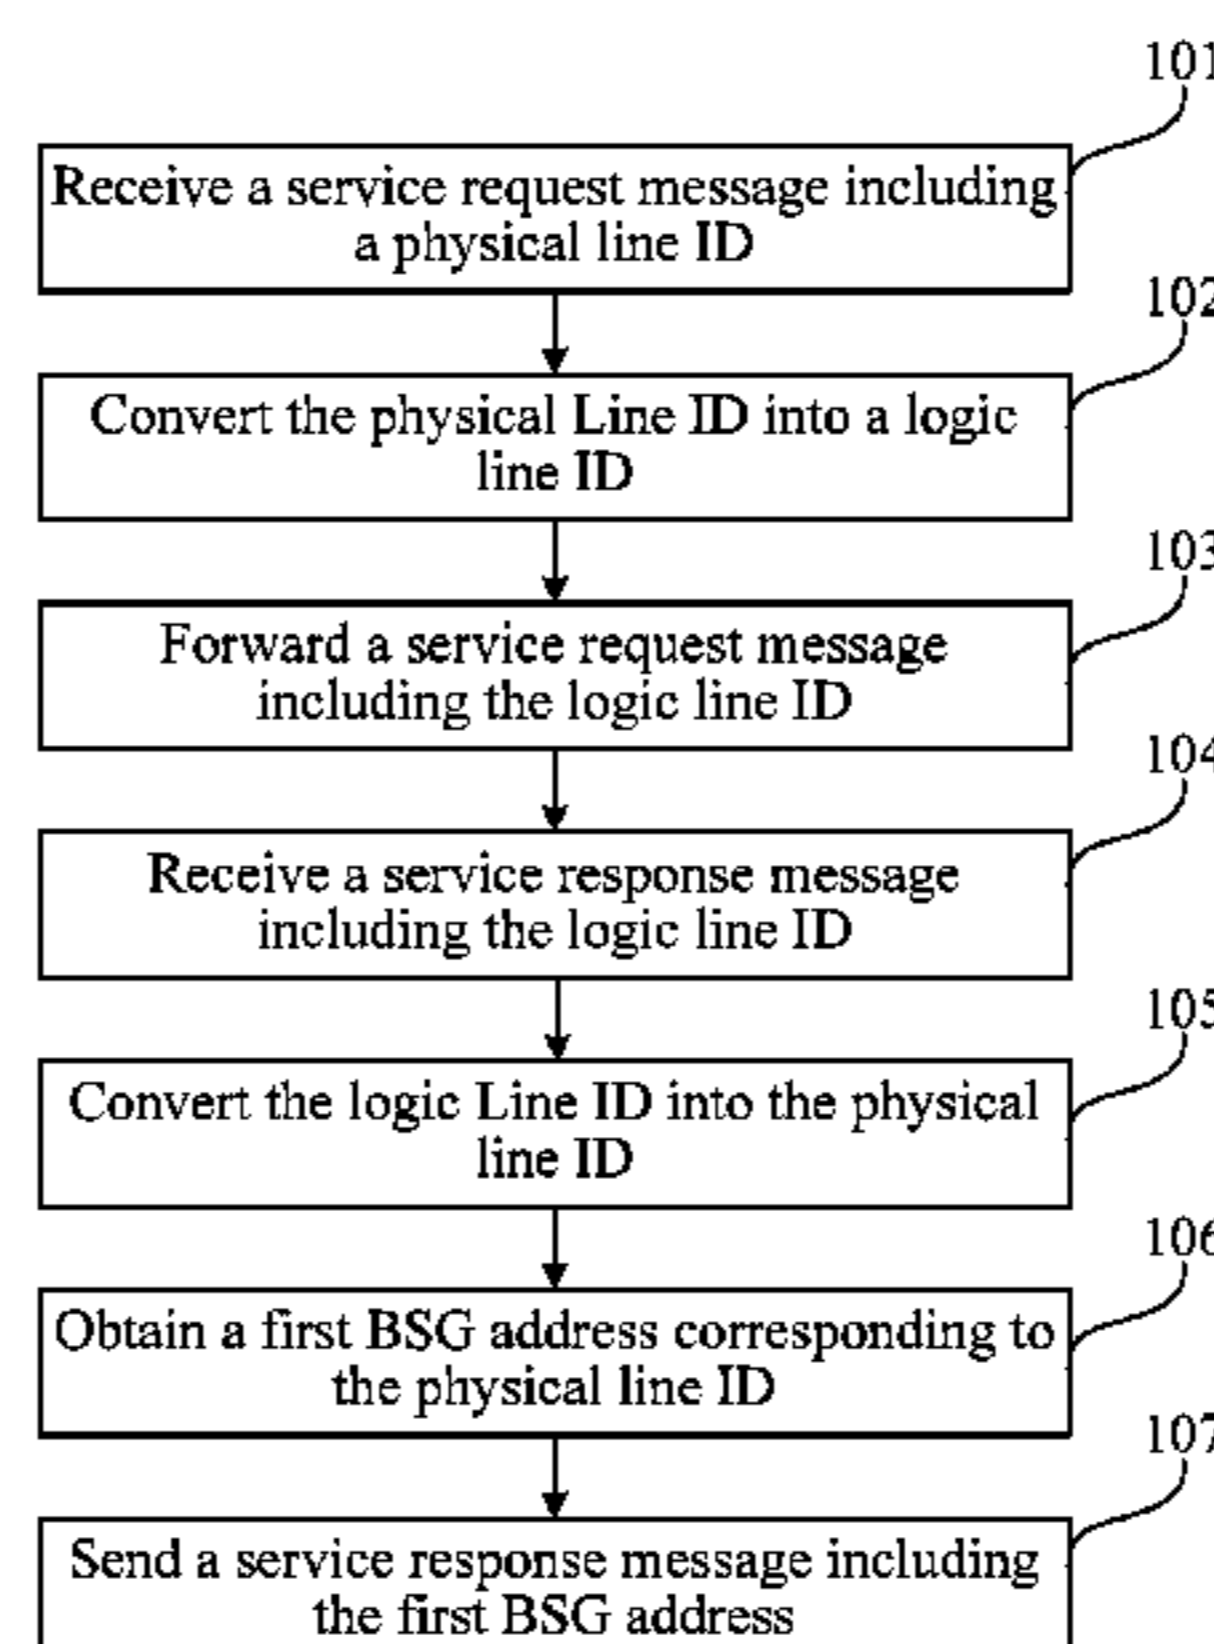 101
Receive a service request message including
a physical line ID
102
Convert the physical Line ID into a logic
line ID
103
Forward a service request message
including the logic line ID
104
Receive a service response message
including the logic line ID
105
Convert the logic Line ID into the physical
line ID
106
Obtain a first BSG address corresponding to
the physical line ID
107
Send a service response message including
the first BSG address